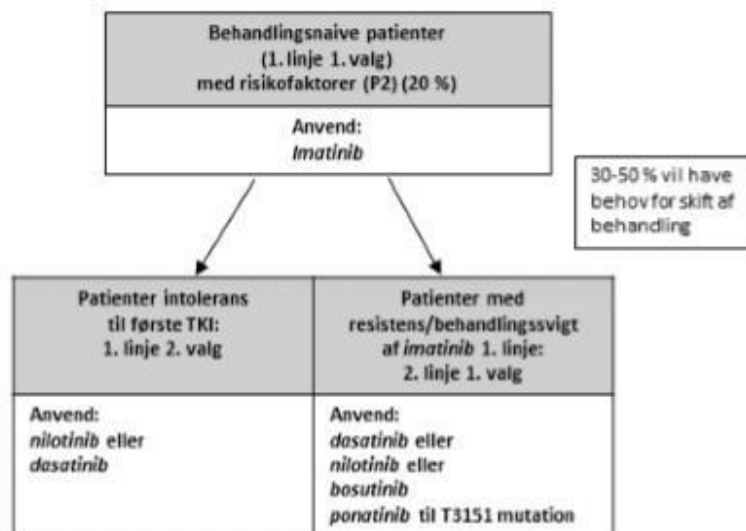 Behandlingsnaive patienter
(1. linje 1. valg)
med risikofaktorer (P2) (20 %)
Anvend:
Imatinib
30-50 % vil have
behov for skift af
behandling
Patienter intolerans
til første TKI:
1. linje 2. valg
Patienter med
resistens/behandlingssvigt
af imatinib 1. linje:
2. linje 1. valg
Anvend:
nilotinib eller
dasatinib
Anvend:
dasatinib eller
nilotinib eller
bosutinib
ponatinib til T3151 mutation